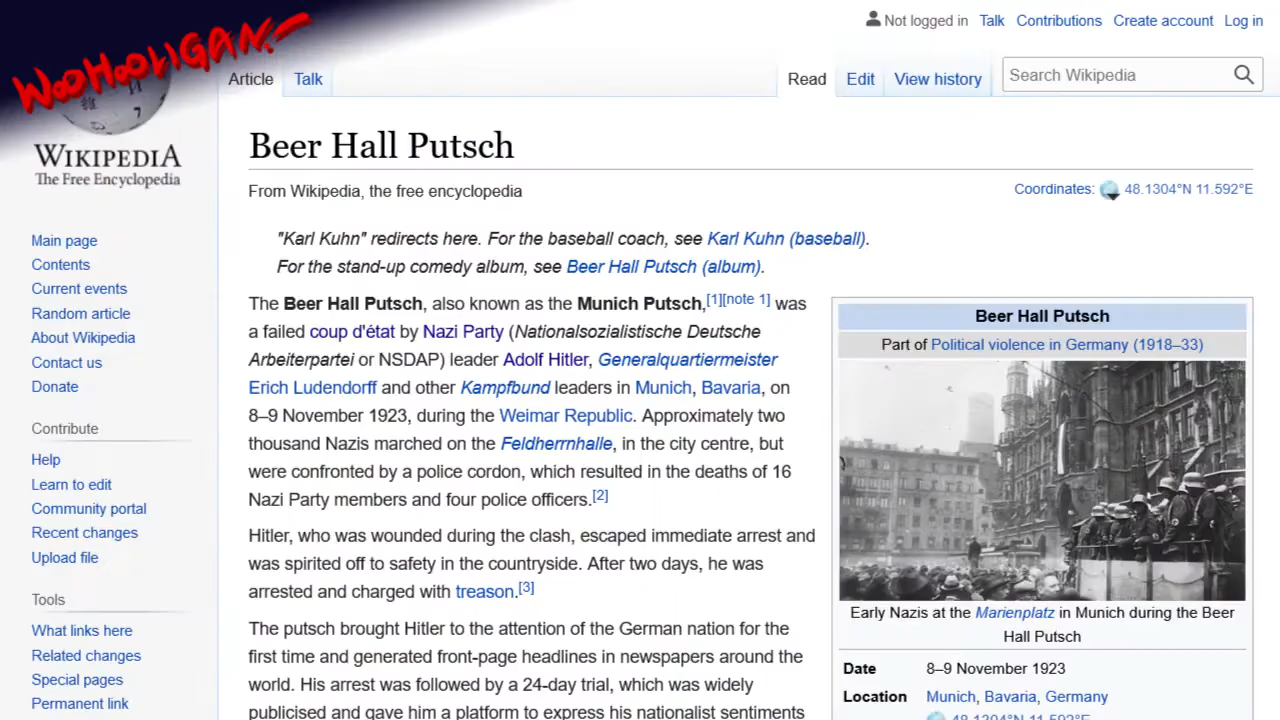 WOOHOOLIGAN
Not logged in Talk Contributions Create account Log in
Article Talk Read Edit View history Search Wikipedia
WIKIPEDIA
The Free Encyclopedia
Main page
Contents
Current events
Random article
About Wikipedia
Contact us
Donate
Contribute
Help
Learn to edit
Community portal
Recent changes
Upload file
Tools
What links here
Related changes
Special pages
Permanent link
Beer Hall Putsch
From Wikipedia, the free encyclopedia
Coordinates: 48.1304°N 11.592°E
"Karl Kuhn" redirects here. For the baseball coach, see Karl Kuhn (baseball).
For the stand-up comedy album, see Beer Hall Putsch (album).
The Beer Hall Putsch, also known as the Munich Putsch,[1][note 1] was
a failed coup d'état by Nazi Party (Nationalsozialistische Deutsche
Arbeiterpartei or NSDAP) leader Adolf Hitler, Generalquartiermeister
Erich Ludendorff and other Kampfbund leaders in Munich, Bavaria, on
8–9 November 1923, during the Weimar Republic. Approximately two
thousand Nazis marched on the Feldherrnhalle, in the city centre, but
were confronted by a police cordon, which resulted in the deaths of 16
Nazi Party members and four police officers.[2]
Hitler, who was wounded during the clash, escaped immediate arrest and
was spirited off to safety in the countryside. After two days, he was
arrested and charged with treason.[3]
The putsch brought Hitler to the attention of the German nation for the
first time and generated front-page headlines in newspapers around the
world. His arrest was followed by a 24-day trial, which was widely
publicised and gave him a platform to express his nationalist sentiments
Beer Hall Putsch
Part of Political violence in Germany (1918–33)
Early Nazis at the Marienplatz in Munich during the Beer
Hall Putsch
Date 8–9 November 1923
Location Munich, Bavaria, Germany
48.1304°N 11.592°E